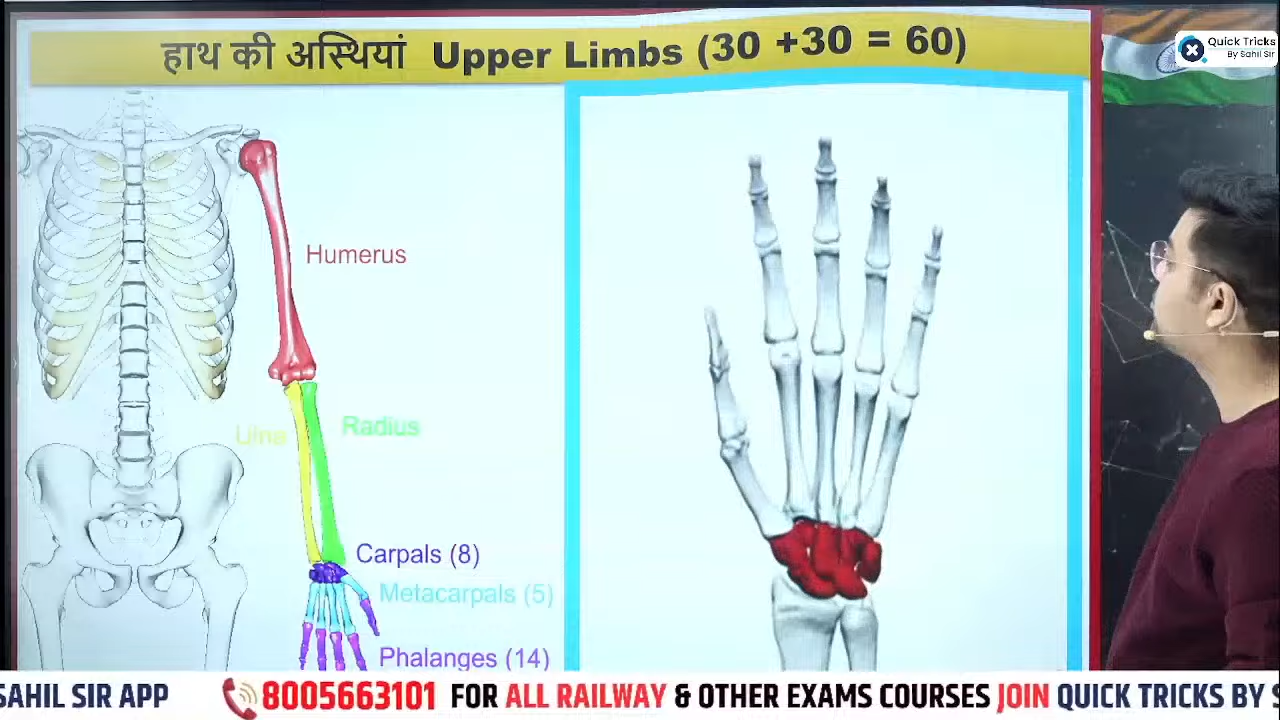 हाथ की अस्थियां Upper Limbs (30 +30 = 60)
Quick Tricks
By Sahil Sir
Humerus
Ulna
Radius
Carpals (8)
Metacarpals (5)
Phalanges (14)
SAHIL SIR APP 8005663101 FOR ALL RAILWAY & OTHER EXAMS COURSES JOIN QUICK TRICKS BY S